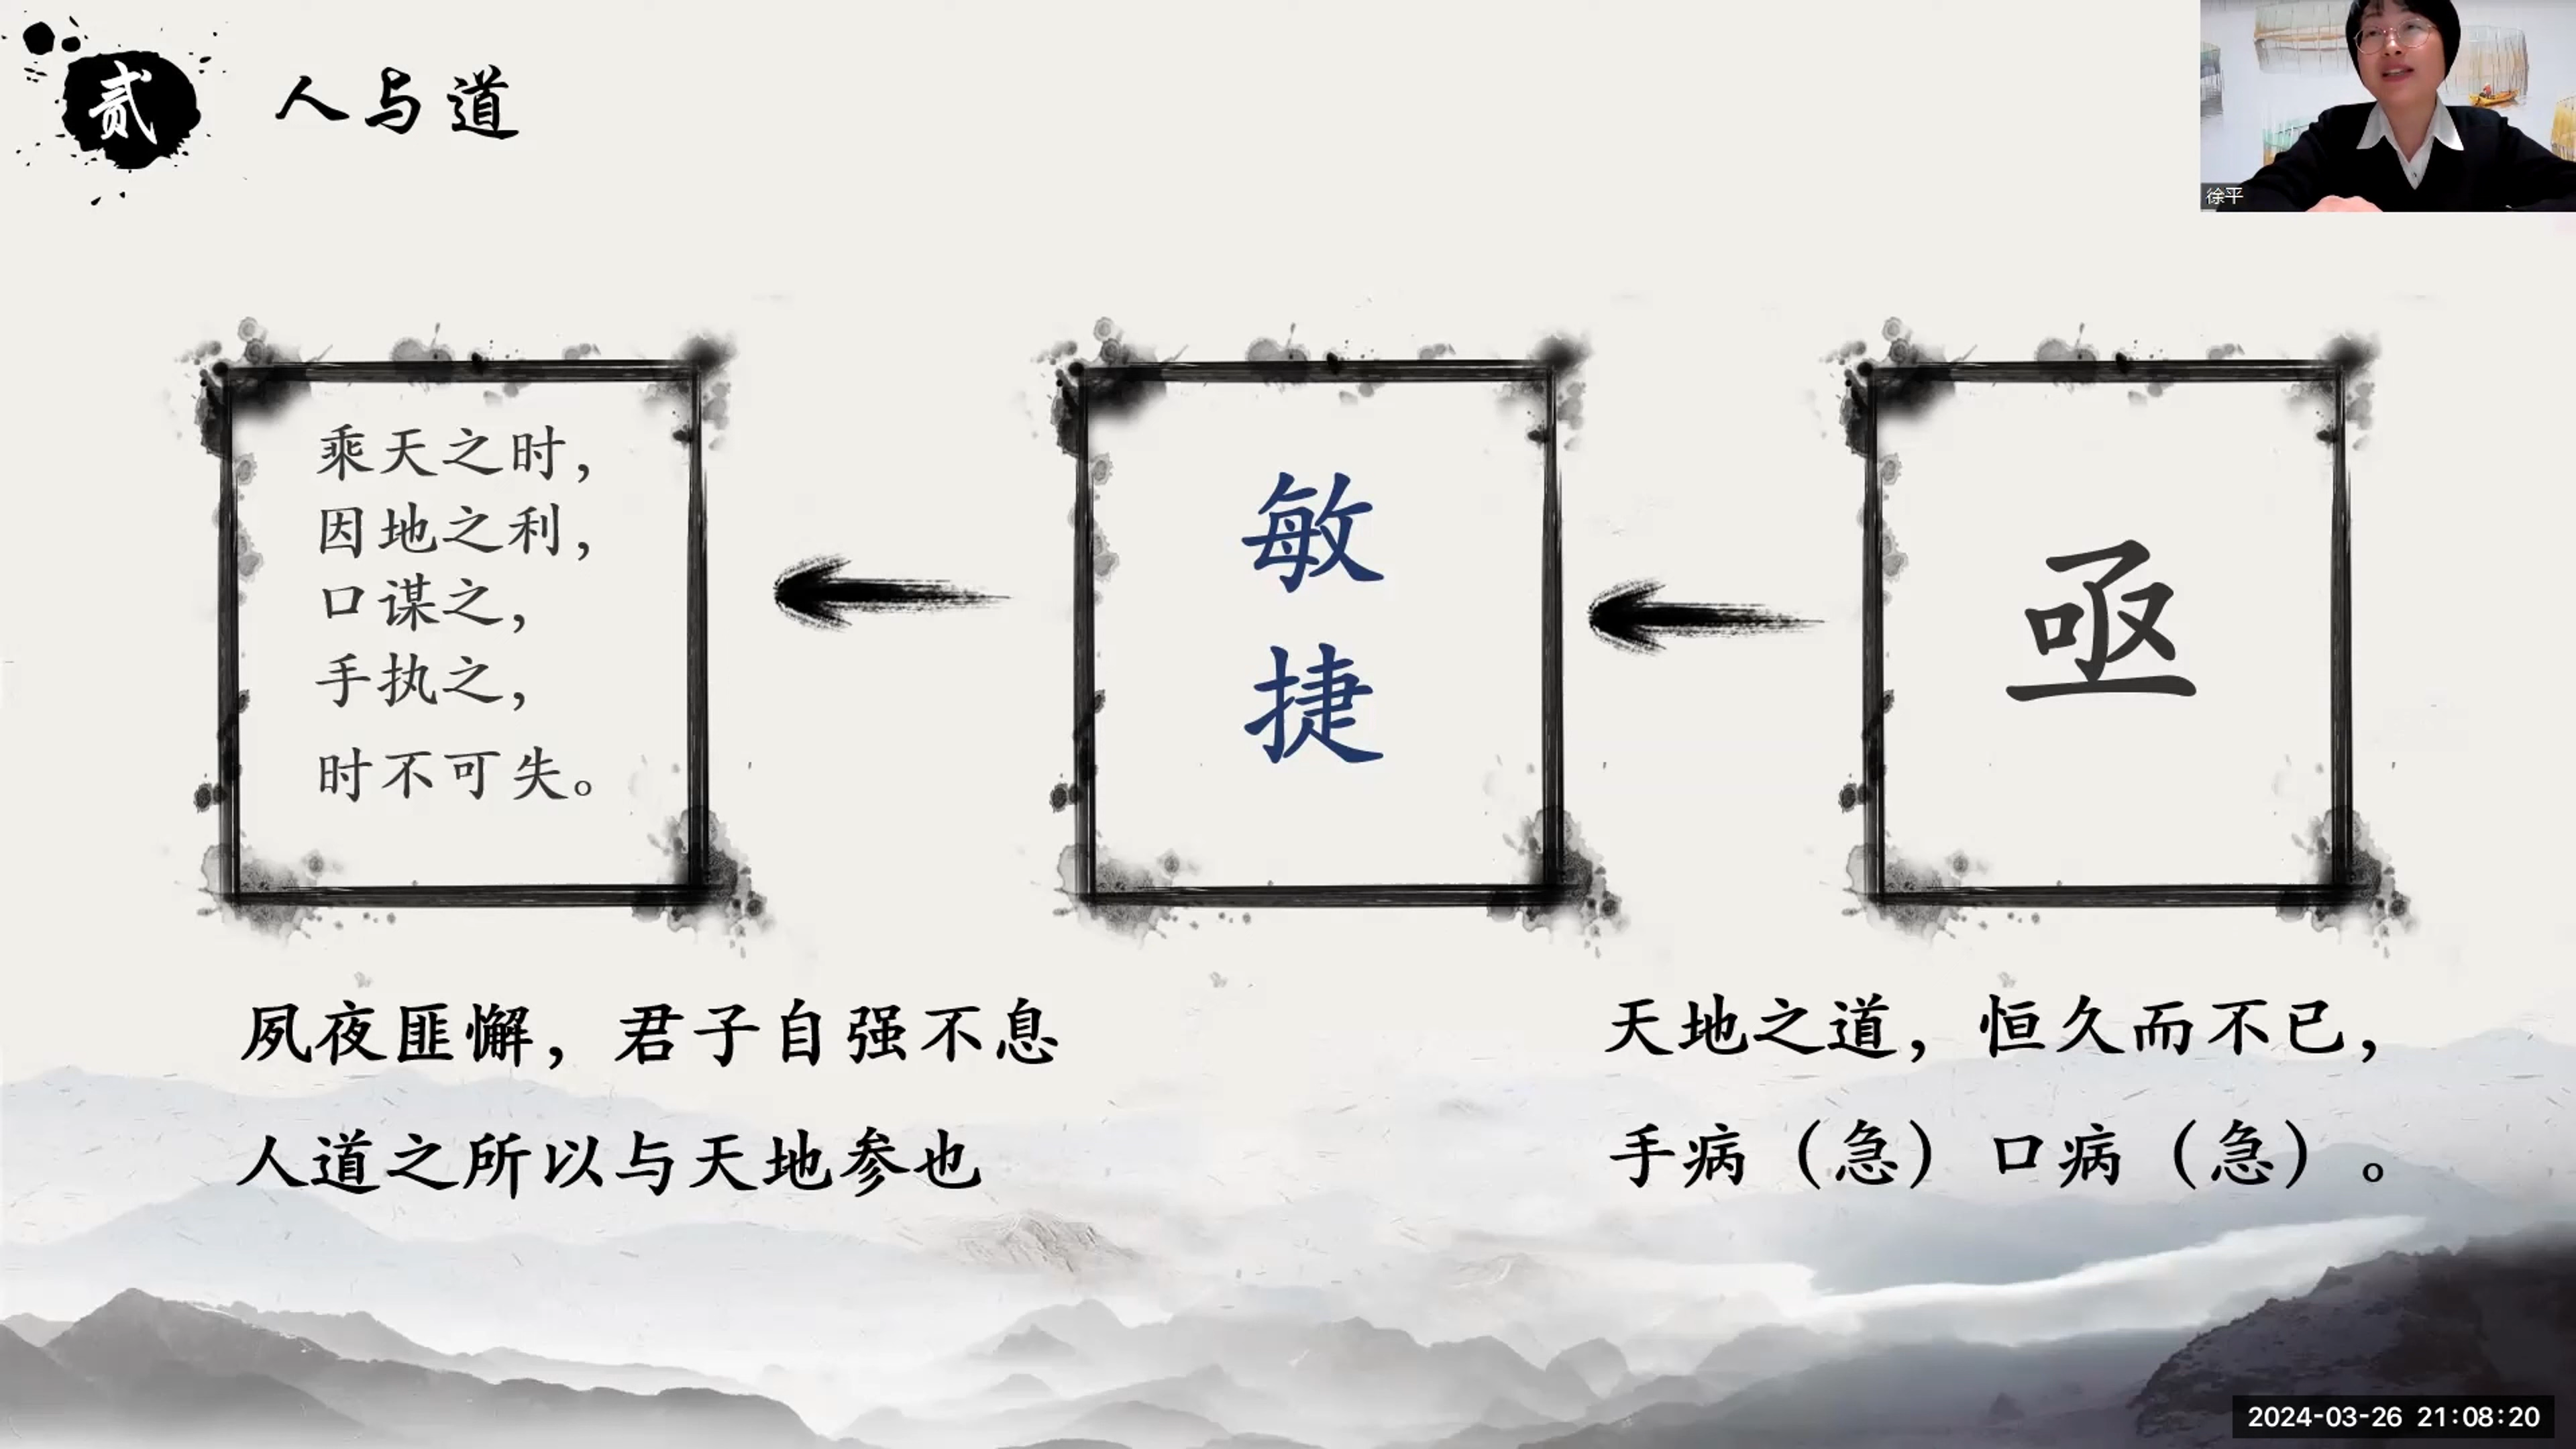 贰
人与道
徐平
乘天之时，
因地之利，
口谋之，
手执之，
时不可失。
敏
捷
亟
夙夜匪懈，君子自强不息
人道之所以与天地参也
天地之道，恒久而不已，
手病（急）口病（急）。
2024-03-26 21:08:20